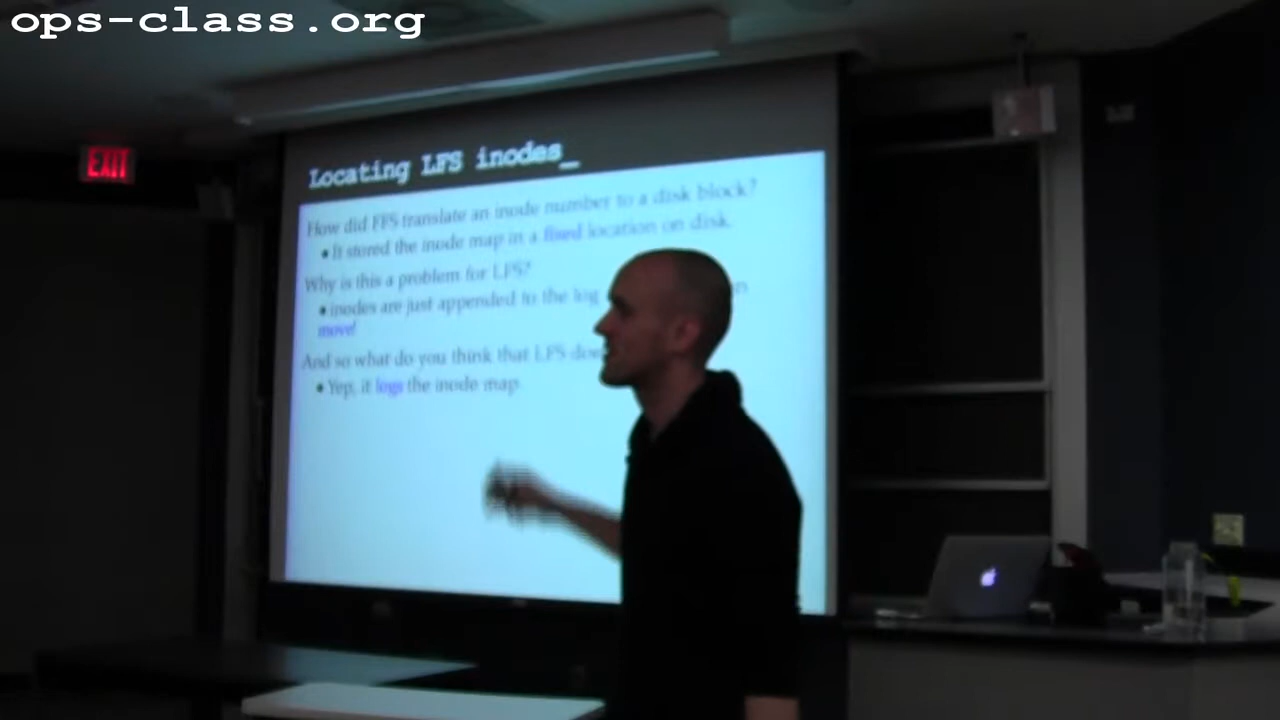 ops-class.org
EXIT
Locating LFS inodes_
How did FFS translate an inode number to a disk block?
• It stored the inode map in a fixed location on disk.
Why is this a problem for LFS?
• inodes are just appended to the log
move!
And so what do you think that LFS
• Yep, it logs the inode map.